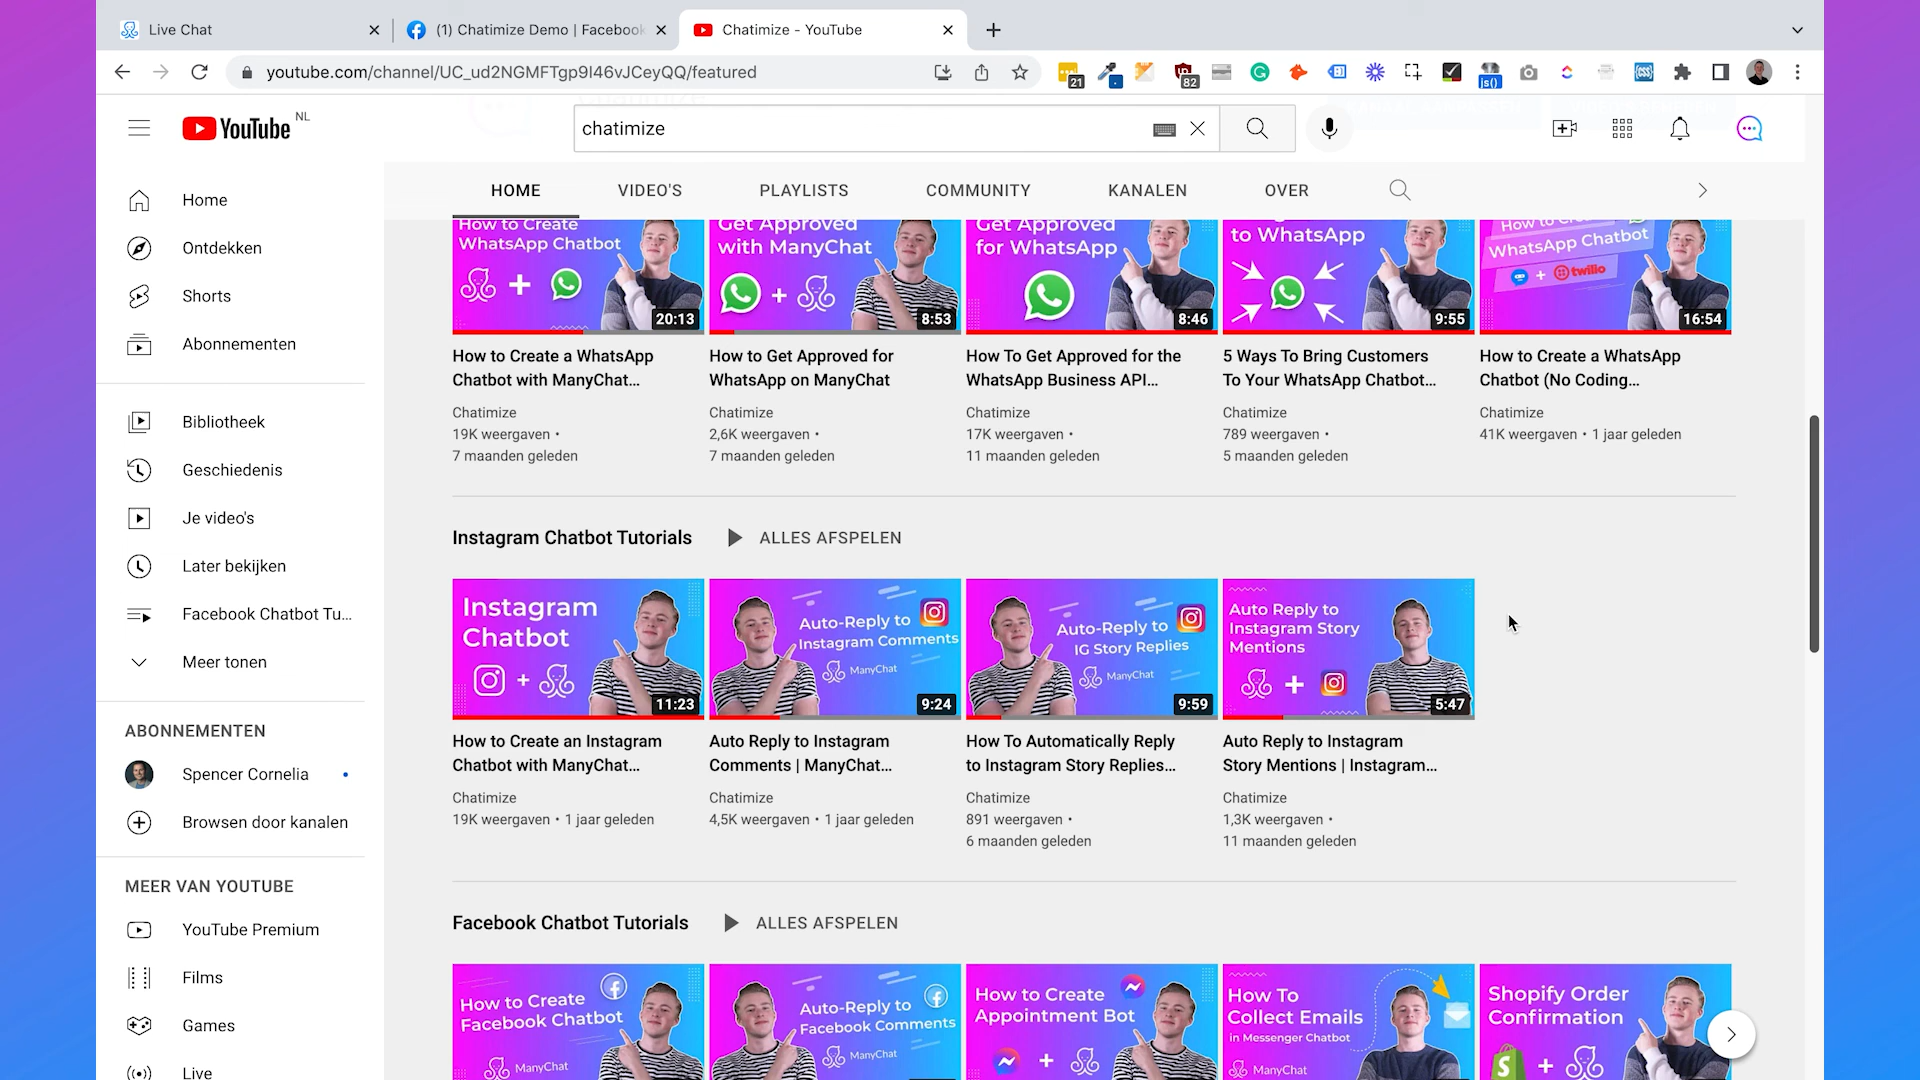 Live Chat
(1) Chatimize Demo | Facebook
Chatimize - YouTube
youtube.com/channel/UC_ud2NGMFTgp9I46vJCeyQQ/featured
21
82
js()
{css}
YouTube NL
chatimize
Home
Ontdekken
Shorts
Abonnementen
Bibliotheek
Geschiedenis
Je video's
Later bekijken
Facebook Chatbot Tu...
Meer tonen
ABONNEMENTEN
Spencer Cornelia
Browsen door kanalen
MEER VAN YOUTUBE
YouTube Premium
Films
Games
Live
HOME
VIDEO'S
PLAYLISTS
COMMUNITY
KANALEN
OVER
How to Create
WhatsApp Chatbot
+
20:13
Get Approved
with ManyChat
+
8:53
Get Approved
for WhatsApp
8:46
to WhatsApp
9:55
How to Create
WhatsApp Chatbot
+ twilio
16:54
How to Create a WhatsApp
Chatbot with ManyChat...
Chatimize
19K weergaven •
7 maanden geleden
How to Get Approved for
WhatsApp on ManyChat
Chatimize
2,6K weergaven •
7 maanden geleden
How To Get Approved for the
WhatsApp Business API...
Chatimize
17K weergaven •
11 maanden geleden
5 Ways To Bring Customers
To Your WhatsApp Chatbot...
Chatimize
789 weergaven •
5 maanden geleden
How to Create a WhatsApp
Chatbot (No Coding...
Chatimize
41K weergaven • 1 jaar geleden
Instagram Chatbot Tutorials
ALLES AFSPELEN
Instagram
Chatbot
+
11:23
Auto-Reply to
Instagram Comments
ManyChat
9:24
Auto-Reply to
IG Story Replies
ManyChat
9:59
Auto Reply to
Instagram Story
Mentions
+
5:47
How to Create an Instagram
Chatbot with ManyChat...
Chatimize
19K weergaven • 1 jaar geleden
Auto Reply to Instagram
Comments | ManyChat...
Chatimize
4,5K weergaven • 1 jaar geleden
How To Automatically Reply
to Instagram Story Replies...
Chatimize
891 weergaven •
6 maanden geleden
Auto Reply to Instagram
Story Mentions | Instagram...
Chatimize
1,3K weergaven •
11 maanden geleden
Facebook Chatbot Tutorials
ALLES AFSPELEN
How to Create
Facebook Chatbot
ManyChat
Auto-Reply to
Facebook Comments
ManyChat
How to Create
Appointment Bot
+
How To
Collect Emails
in Messenger Chatbot
ManyChat
Shopify Order
Confirmation
+